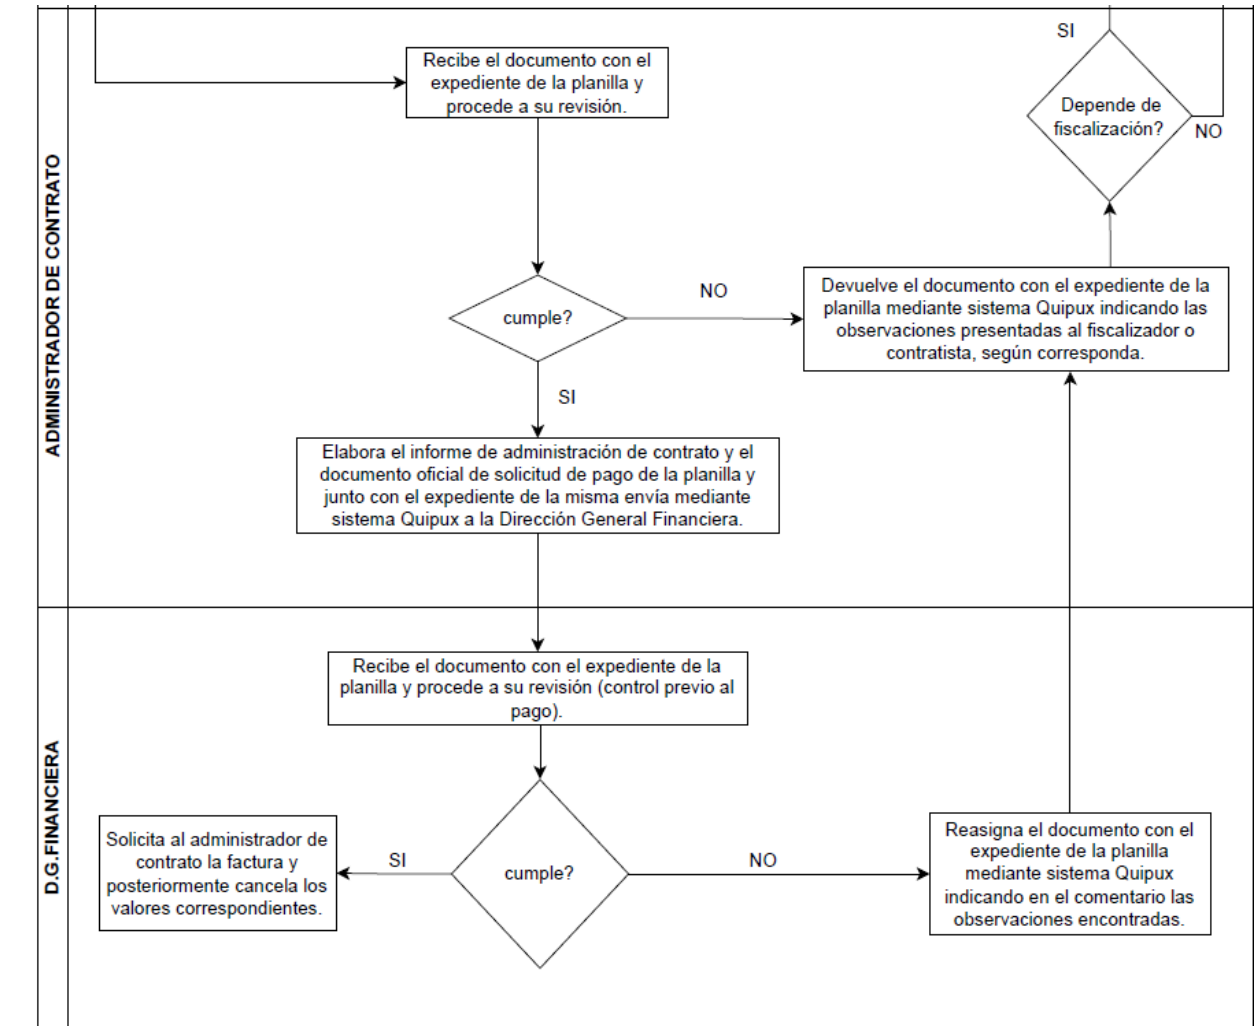 ADMINISTRADOR DE CONTRATO
Recibe el documento con el
expediente de la planilla y
procede a su revisión.
SI
Depende de
fiscalización?
NO
cumple?
NO
Devuelve el documento con el expediente de la
planilla mediante sistema Quipux indicando las
observaciones presentadas al fiscalizador o
contratista, según corresponda.
SI
Elabora el informe de administración de contrato y el
documento oficial de solicitud de pago de la planilla y
junto con el expediente de la misma envía mediante
sistema Quipux a la Dirección General Financiera.
D.G.FINANCIERA
Recibe el documento con el expediente de la
planilla y procede a su revisión (control previo al
pago).
cumple?
SI
Solicita al administrador de
contrato la factura y
posteriormente cancela los
valores correspondientes.
NO
Reasigna el documento con el
expediente de la planilla
mediante sistema Quipux
indicando en el comentario las
observaciones encontradas.